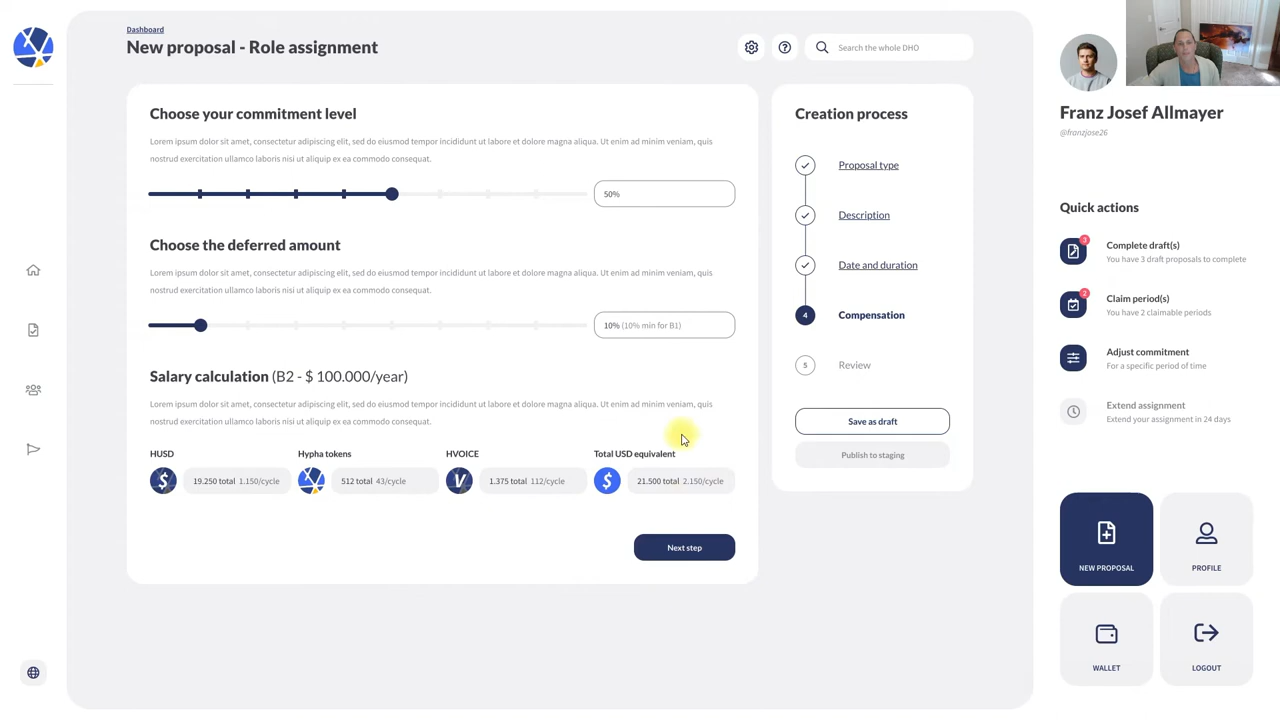 Dashboard
New proposal - Role assignment
Search the whole DHO
Choose your commitment level
Lorem ipsum dolor sit amet, consectetur adipiscing elit, sed do eiusmod tempor incididunt ut labore et dolore magna aliqua. Ut enim ad minim veniam, quis
nostrud exercitation ullamco laboris nisi ut aliquip ex ea commodo consequat.
50%
Choose the deferred amount
Lorem ipsum dolor sit amet, consectetur adipiscing elit, sed do eiusmod tempor incididunt ut labore et dolore magna aliqua. Ut enim ad minim veniam, quis
nostrud exercitation ullamco laboris nisi ut aliquip ex ea commodo consequat.
10% (10% min for B1)
Salary calculation (B2 - $ 100.000/year)
Lorem ipsum dolor sit amet, consectetur adipiscing elit, sed do eiusmod tempor incididunt ut labore et dolore magna aliqua. Ut enim ad minim veniam, quis
nostrud exercitation ullamco laboris nisi ut aliquip ex ea commodo consequat.
HUSD
$ 19.250 total 1.150/cycle
Hypha tokens
512 total 43/cycle
HVOICE
V 1.375 total 112/cycle
Total USD equivalent
$ 21.500 total 2.150/cycle
Next step
Creation process
Proposal type
Description
Date and duration
4 Compensation
5 Review
Save as draft
Publish to staging
Franz Josef Allmayer
@franzjose26
Quick actions
3
Complete draft(s)
You have 3 draft proposals to complete
2
Claim period(s)
You have 2 claimable periods
Adjust commitment
For a specific period of time
Extend assignment
Extend your assignment in 24 days
NEW PROPOSAL
PROFILE
WALLET
LOGOUT